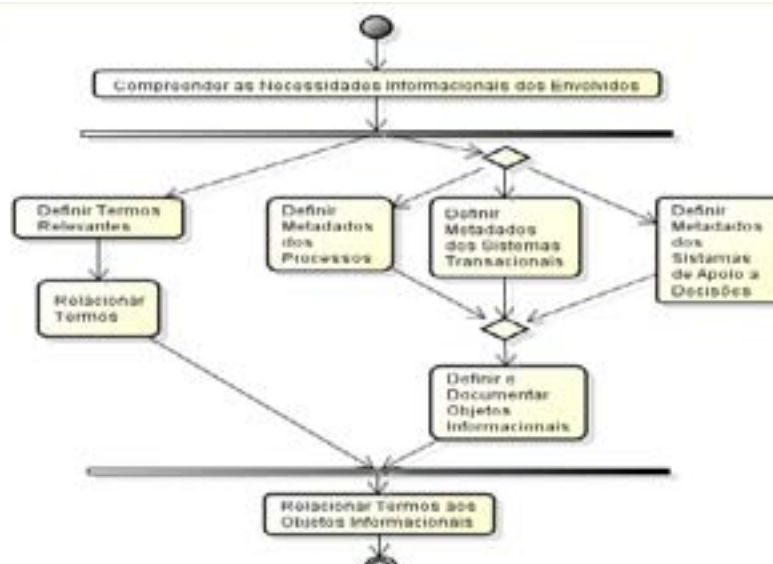 Compreender as Necessidades Informacionais dos Envolvidos
Definir Termos
Relevantes
Definir
Metadados
dos
Processos
Definir
Metadados
dos Sistemas
Transacionais
Definir
Metadados
dos
Sistemas
de Apoio a
Decisões
Relacionar
Termos
Definir e
Documentar
Objetos
Informacionais
Relacionar Termos aos
Objetos Informacionais